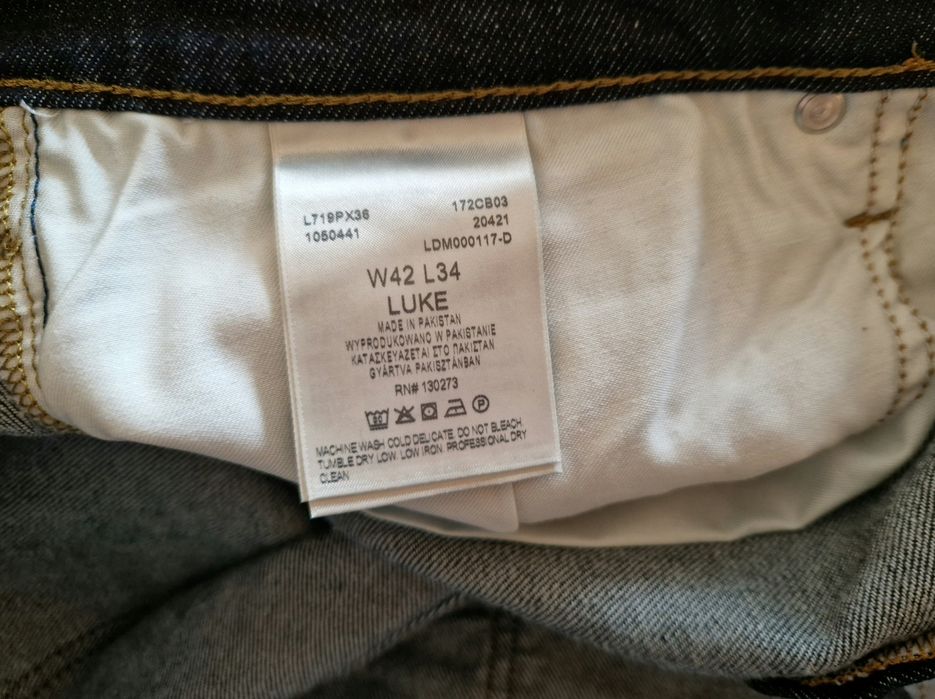 L719PX36 172CB03
1050441 20421
LDM000117-D
W42 L34
LUKE
MADE IN PAKISTAN
WYPRODUKOWANO W PAKISTANIE
ΚΑΤΑΣΚΕΥΑΖΕΤΑΙ ΣΤΟ ΠΑΚΙΣΤΑΝ
GYÁRTVA PAKISZTÁNBAN
RN# 130273
30 P
MACHINE WASH COLD DELICATE DO NOT BLEACH
TUMBLE DRY LOW LOW IRON PROFESSIONAL DRY
CLEAN